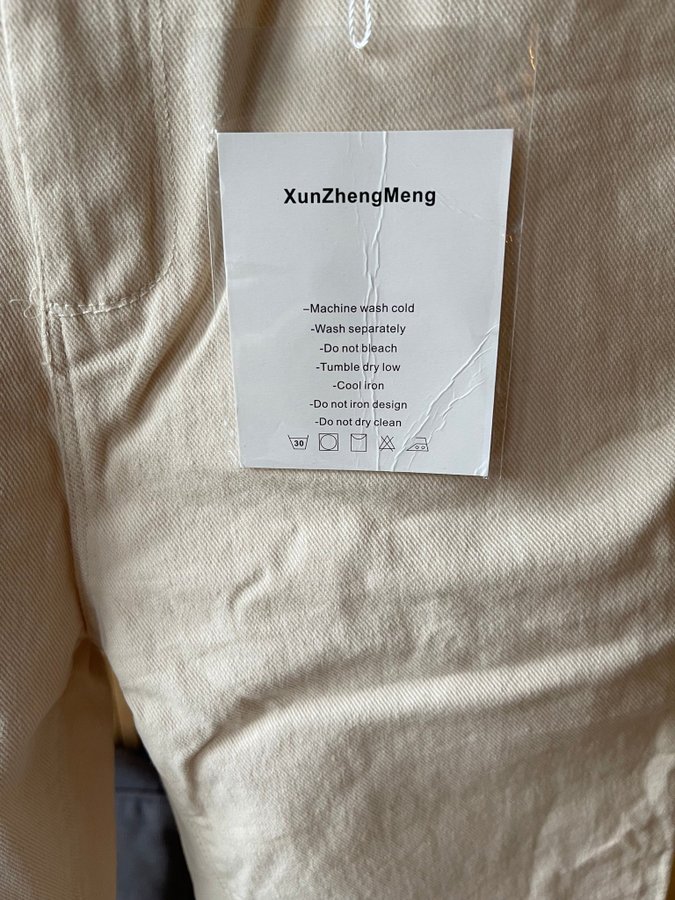 XunZhengMeng
–Machine wash cold
-Wash separately
-Do not bleach
-Tumble dry low
-Cool iron
-Do not iron design
-Do not dry clean
30